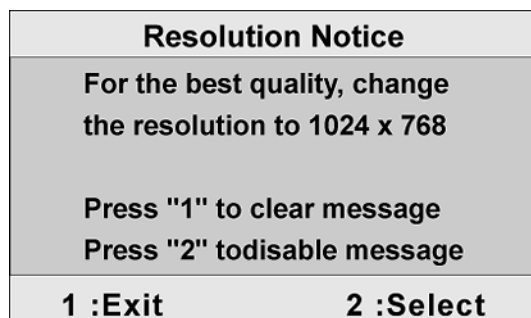 Resolution Notice
For the best quality, change
the resolution to 1024 x 768
Press "1" to clear message
Press "2" todisable message
1 :Exit 2 :Select